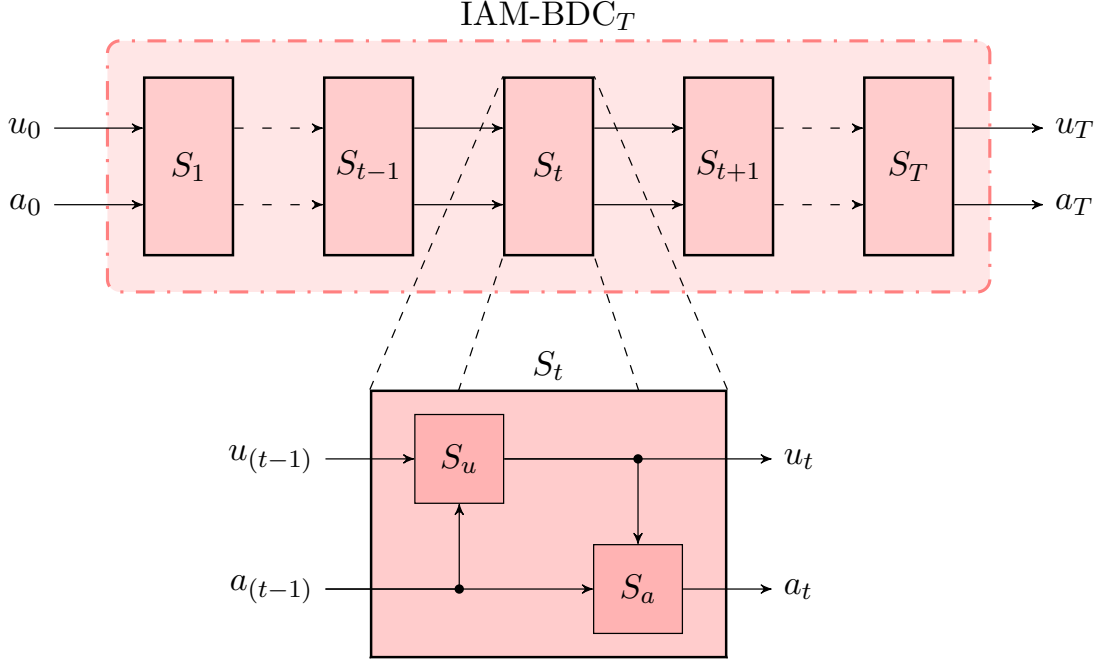 IAM-BDC_T
u_0 u_T
S_1 S_{t−1} S_t S_{t+1} S_T
a_0 a_T
S_t
u_{(t−1)} S_u u_t
a_{(t−1)} S_a a_t